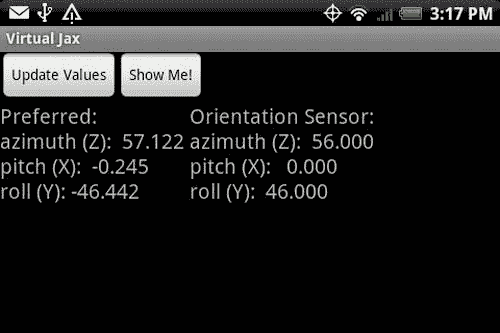 3:17 PM
Virtual Jax
Update Values Show Me!
Preferred: Orientation Sensor:
azimuth (Z): 57.122 azimuth (Z): 56.000
pitch (X): -0.245 pitch (X): 0.000
roll (Y): -46.442 roll (Y): 46.000